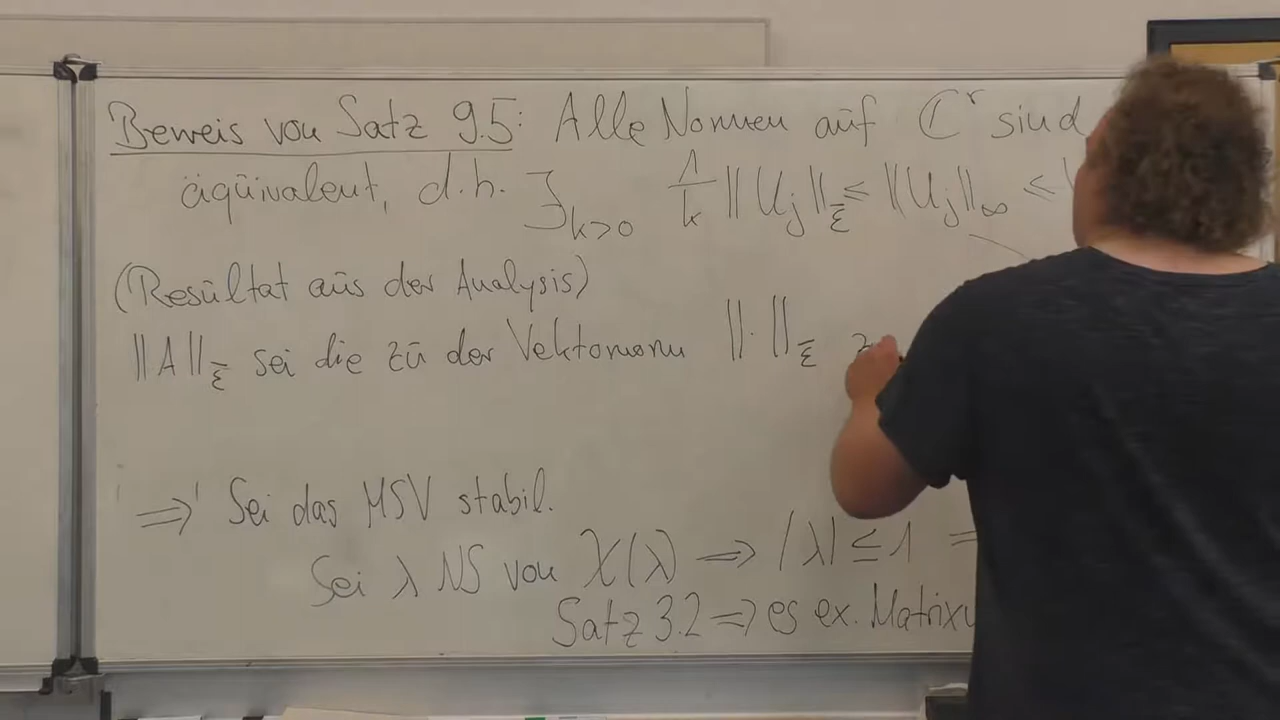 Beweis von Satz 9.5: Alle Normen auf ℂ^r sind
äquivalent, d.h. ∃_{k>0} 1/k ||U_j||_Ξ ≤ ||U_j||_∞ ≤
(Resultat aus der Analysis)
||A||_Ξ sei die zu der Vektornorm ||·||_Ξ
⇒ Sei das MSV stabil.
Sei λ NS von χ(λ) ⇒ |λ| ≤ 1 =
Satz 3.2 ⇒ es ex.